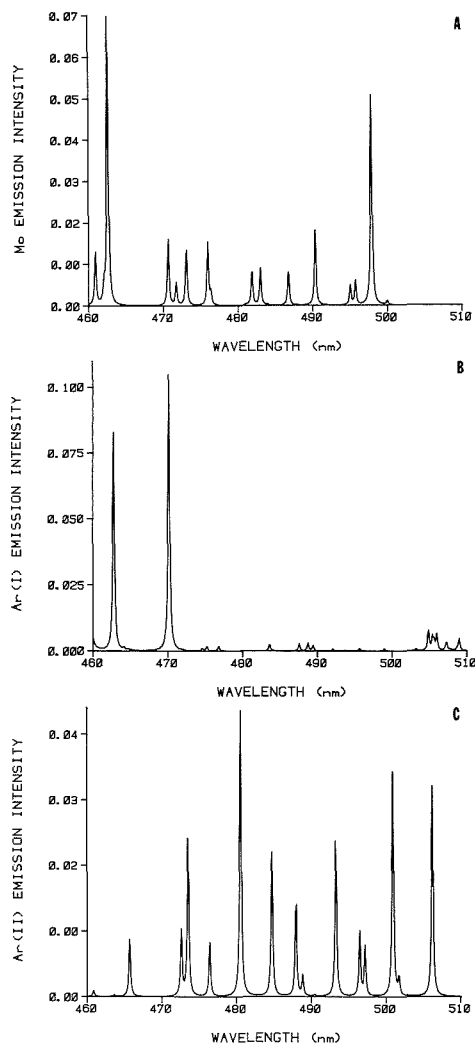 A
Mo EMISSION INTENSITY
0.07
0.06
0.05
0.04
0.03
0.02
0.00
0.00
460 470 480 490 500 510
WAVELENGTH (nm)
B
Ar(I) EMISSION INTENSITY
0.100
0.075
0.050
0.025
0.000
460 470 480 490 500 510
WAVELENGTH (nm)
C
Ar(II) EMISSION INTENSITY
0.04
0.03
0.02
0.00
0.00
460 470 480 490 500 510
WAVELENGTH (nm)